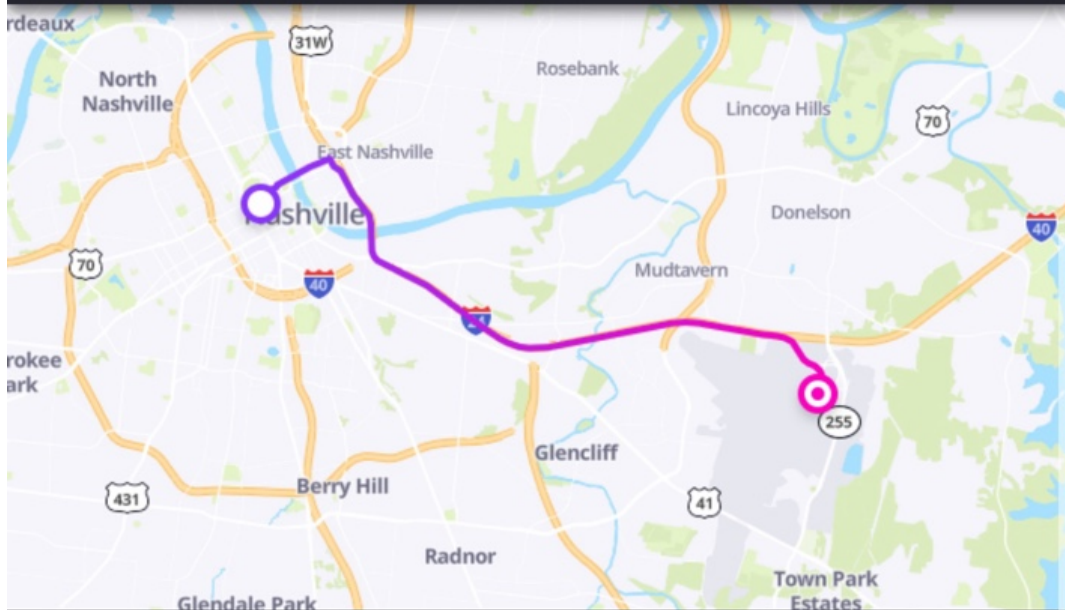 rdeaux
31W
North
Nashville
Rosebank
Lincoya Hills
70
East Nashville
Nashville
Donelson
40
70
40
Mudtavern
24
rokee
ark
255
Glencliff
Berry Hill
431
41
Radnor
Town Park
Estates
Glendale Park